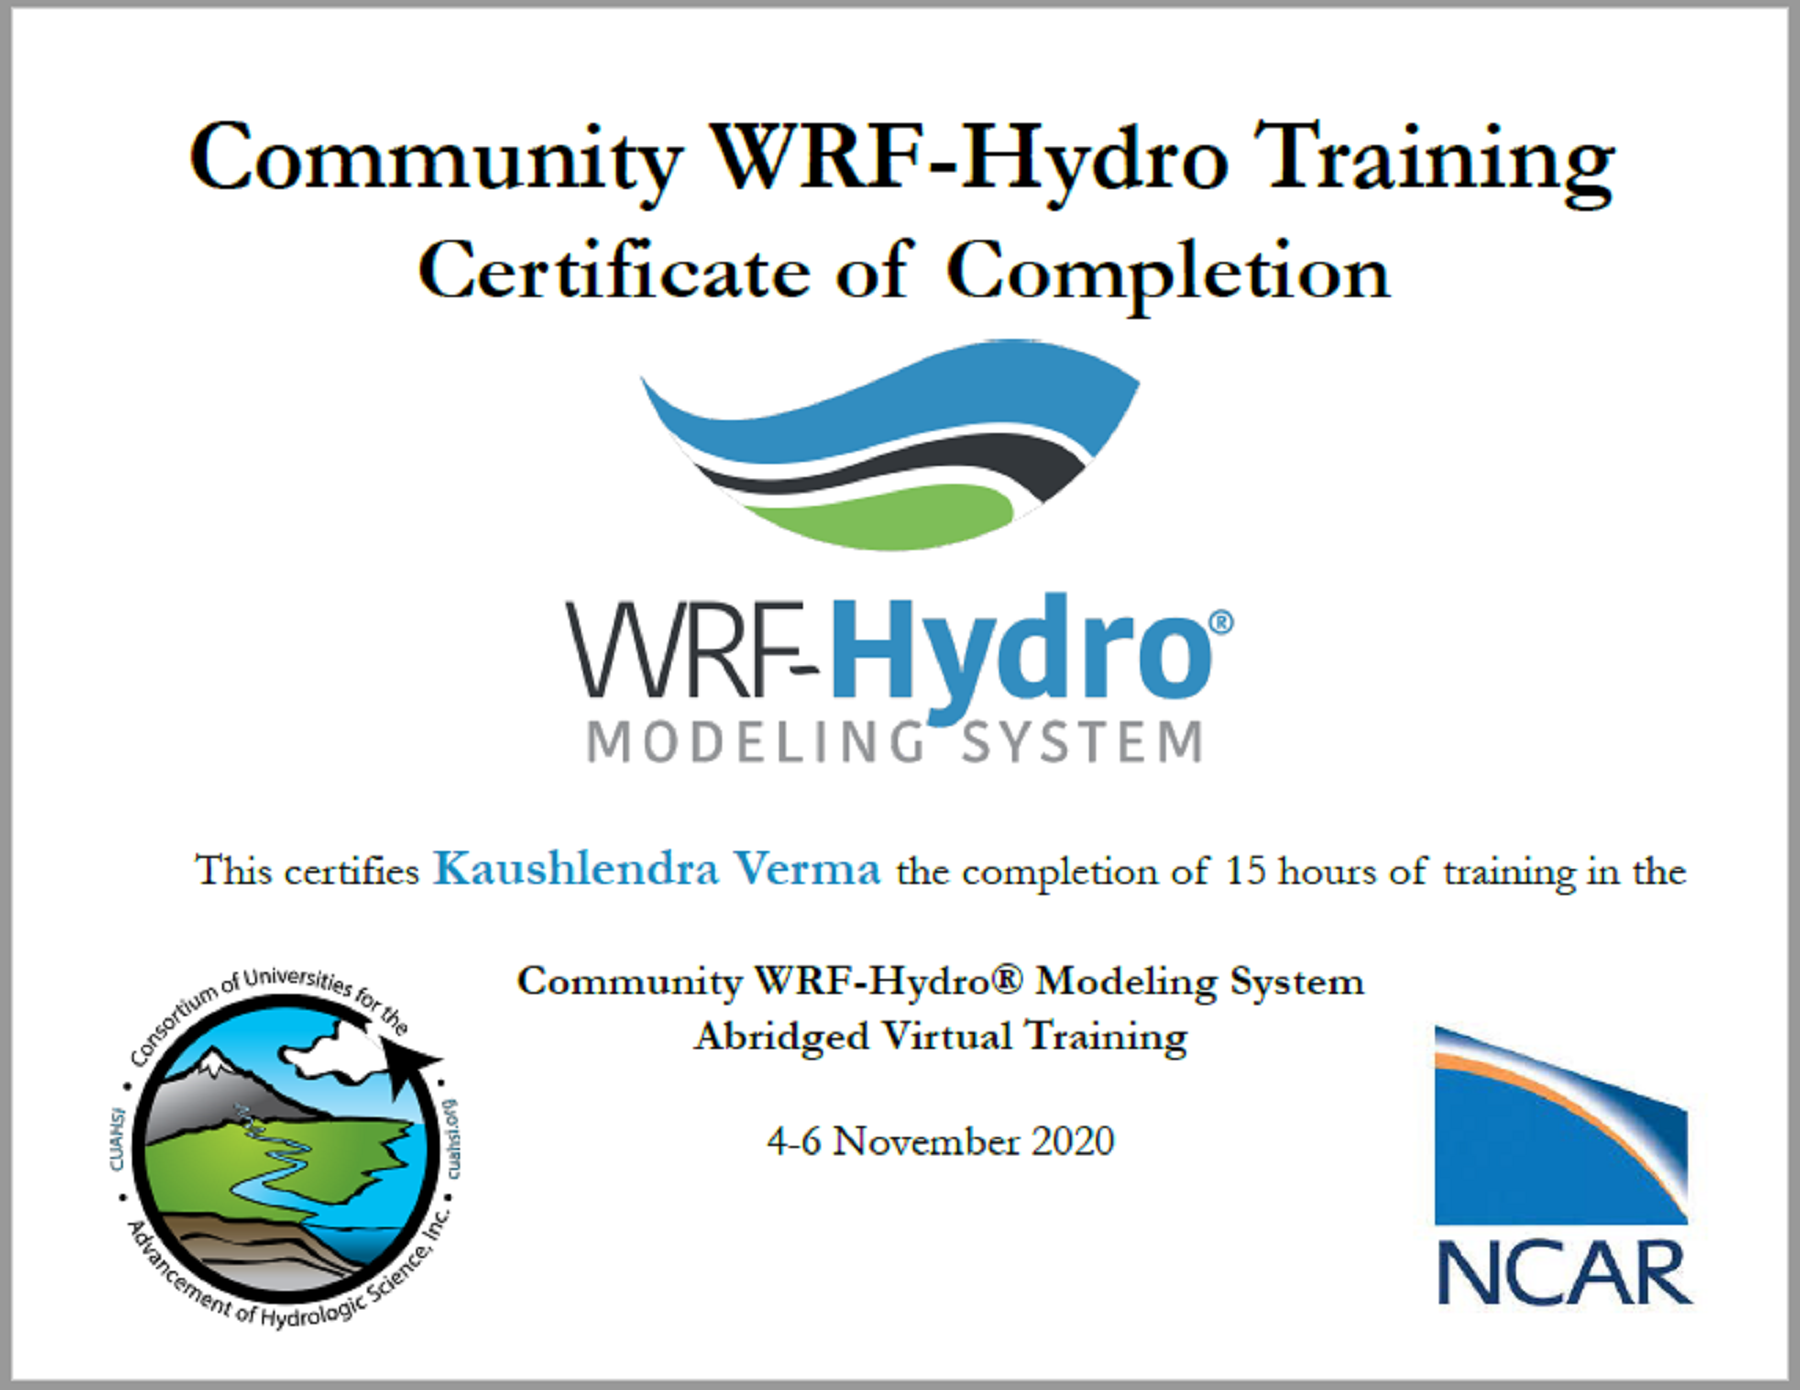 Community WRF-Hydro Training
Certificate of Completion
WRF-Hydro®
MODELING SYSTEM
This certifies Kaushlendra Verma the completion of 15 hours of training in the
Community WRF-Hydro® Modeling System
Abridged Virtual Training
4-6 November 2020
Consortium of Universities for the
Advancement of Hydrologic Science, Inc.
CUAHSI
cuahsi.org
NCAR